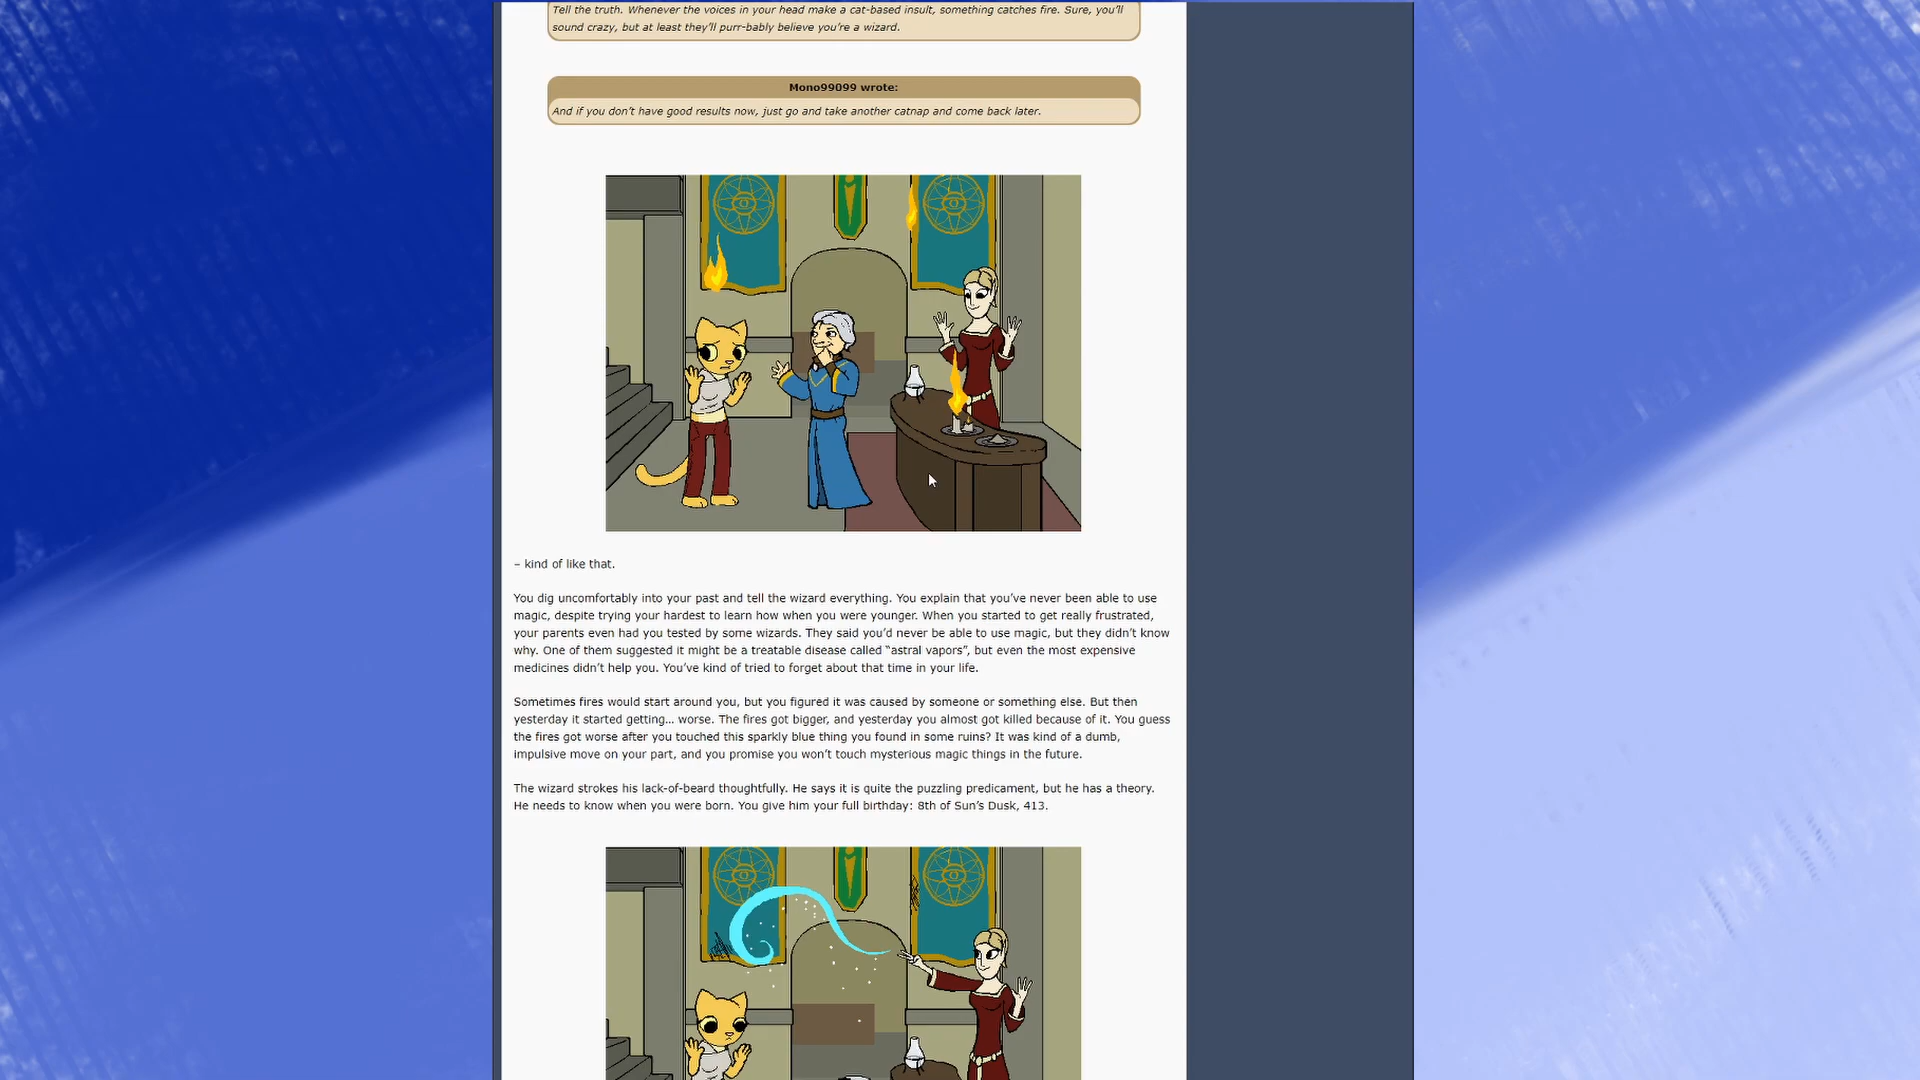 Tell the truth. Whenever the voices in your head make a cat-based insult, something catches fire. Sure, you’ll
sound crazy, but at least they’ll purr-bably believe you’re a wizard.
Mono99099 wrote:
And if you don’t have good results now, just go and take another catnap and come back later.
– kind of like that.
You dig uncomfortably into your past and tell the wizard everything. You explain that you’ve never been able to use
magic, despite trying your hardest to learn how when you were younger. When you started to get really frustrated,
your parents even had you tested by some wizards. They said you’d never be able to use magic, but they didn’t know
why. One of them suggested it might be a treatable disease called “astral vapors”, but even the most expensive
medicines didn’t help you. You’ve kind of tried to forget about that time in your life.
Sometimes fires would start around you, but you figured it was caused by someone or something else. But then
yesterday it started getting... worse. The fires got bigger, and yesterday you almost got killed because of it. You guess
the fires got worse after you touched this sparkly blue thing you found in some ruins? It was kind of a dumb,
impulsive move on your part, and you promise you won’t touch mysterious magic things in the future.
The wizard strokes his lack-of-beard thoughtfully. He says it is quite the puzzling predicament, but he has a theory.
He needs to know when you were born. You give him your full birthday: 8th of Sun’s Dusk, 413.